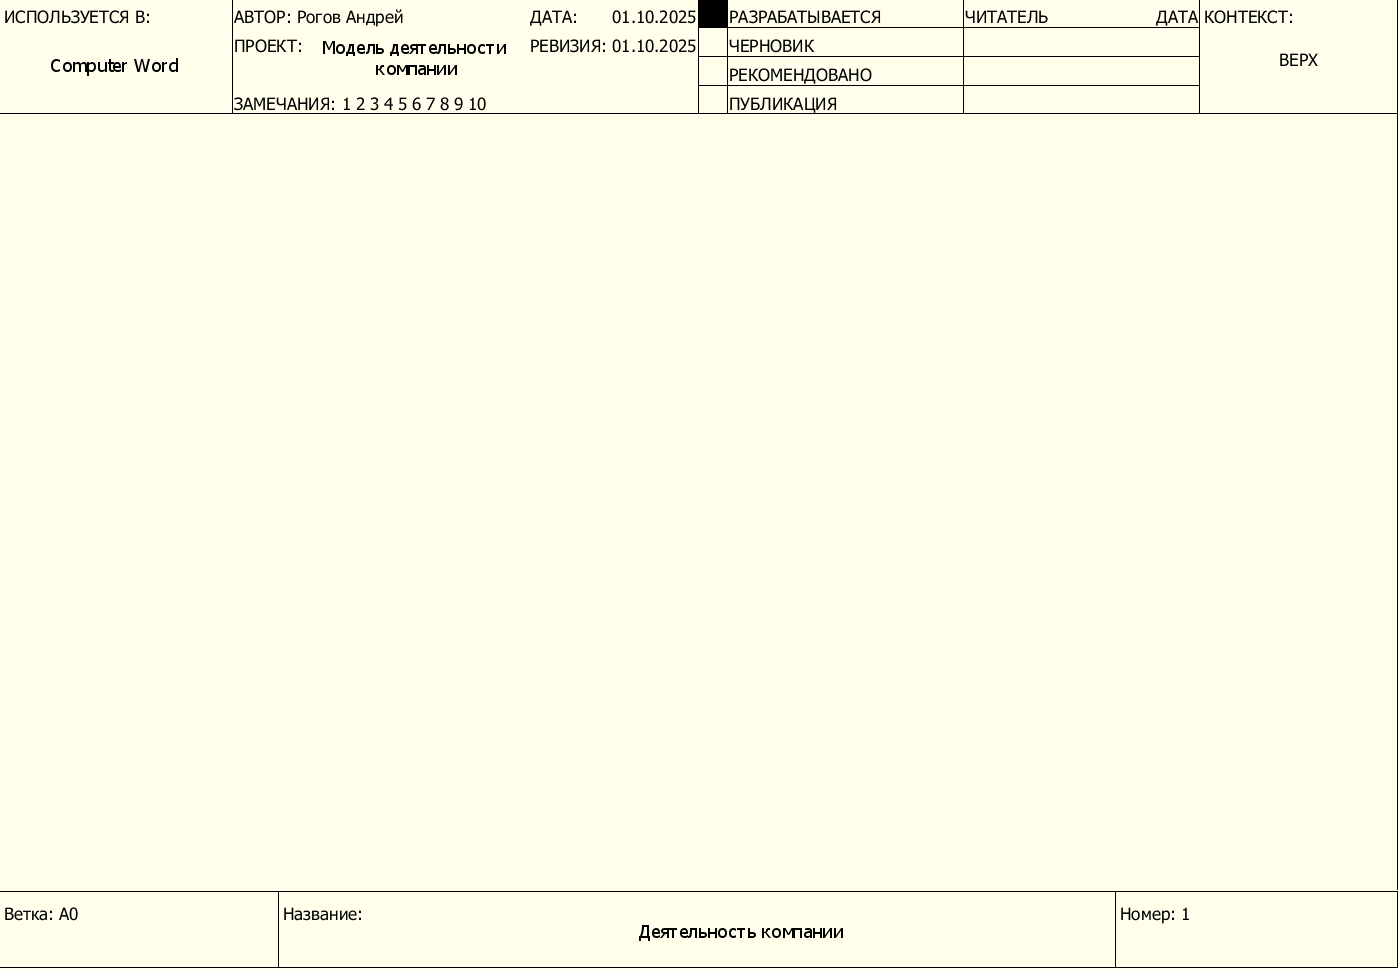 ИСПОЛЬЗУЕТСЯ В:
Computer Word
АВТОР: Рогов Андрей
ДАТА: 01.10.2025
ПРОЕКТ: Модель деятельности
компании
РЕВИЗИЯ: 01.10.2025
ЗАМЕЧАНИЯ: 1 2 3 4 5 6 7 8 9 10
РАЗРАБАТЫВАЕТСЯ
ЧЕРНОВИК
РЕКОМЕНДОВАНО
ПУБЛИКАЦИЯ
ЧИТАТЕЛЬ ДАТА
КОНТЕКСТ:
ВЕРХ
Ветка: A0
Название:
Деятельность компании
Номер: 1